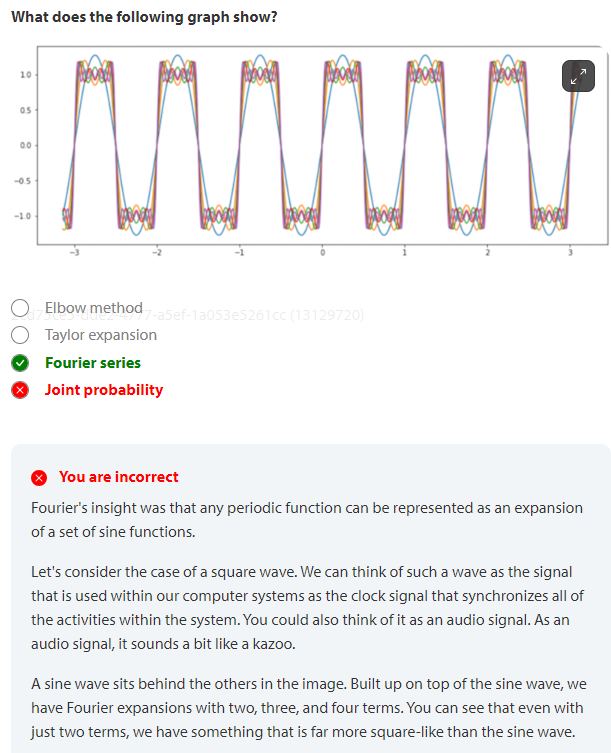 What does the following graph show?
1.0
0.5
0.0
−0.5
−1.0
−3 −2 −1 0 1 2 3
Elbow method
-a5ef-1a053e5261cc (13129720)
Taylor expansion
Fourier series
Joint probability
You are incorrect
Fourier's insight was that any periodic function can be represented as an expansion
of a set of sine functions.
Let's consider the case of a square wave. We can think of such a wave as the signal
that is used within our computer systems as the clock signal that synchronizes all of
the activities within the system. You could also think of it as an audio signal. As an
audio signal, it sounds a bit like a kazoo.
A sine wave sits behind the others in the image. Built up on top of the sine wave, we
have Fourier expansions with two, three, and four terms. You can see that even with
just two terms, we have something that is far more square-like than the sine wave.